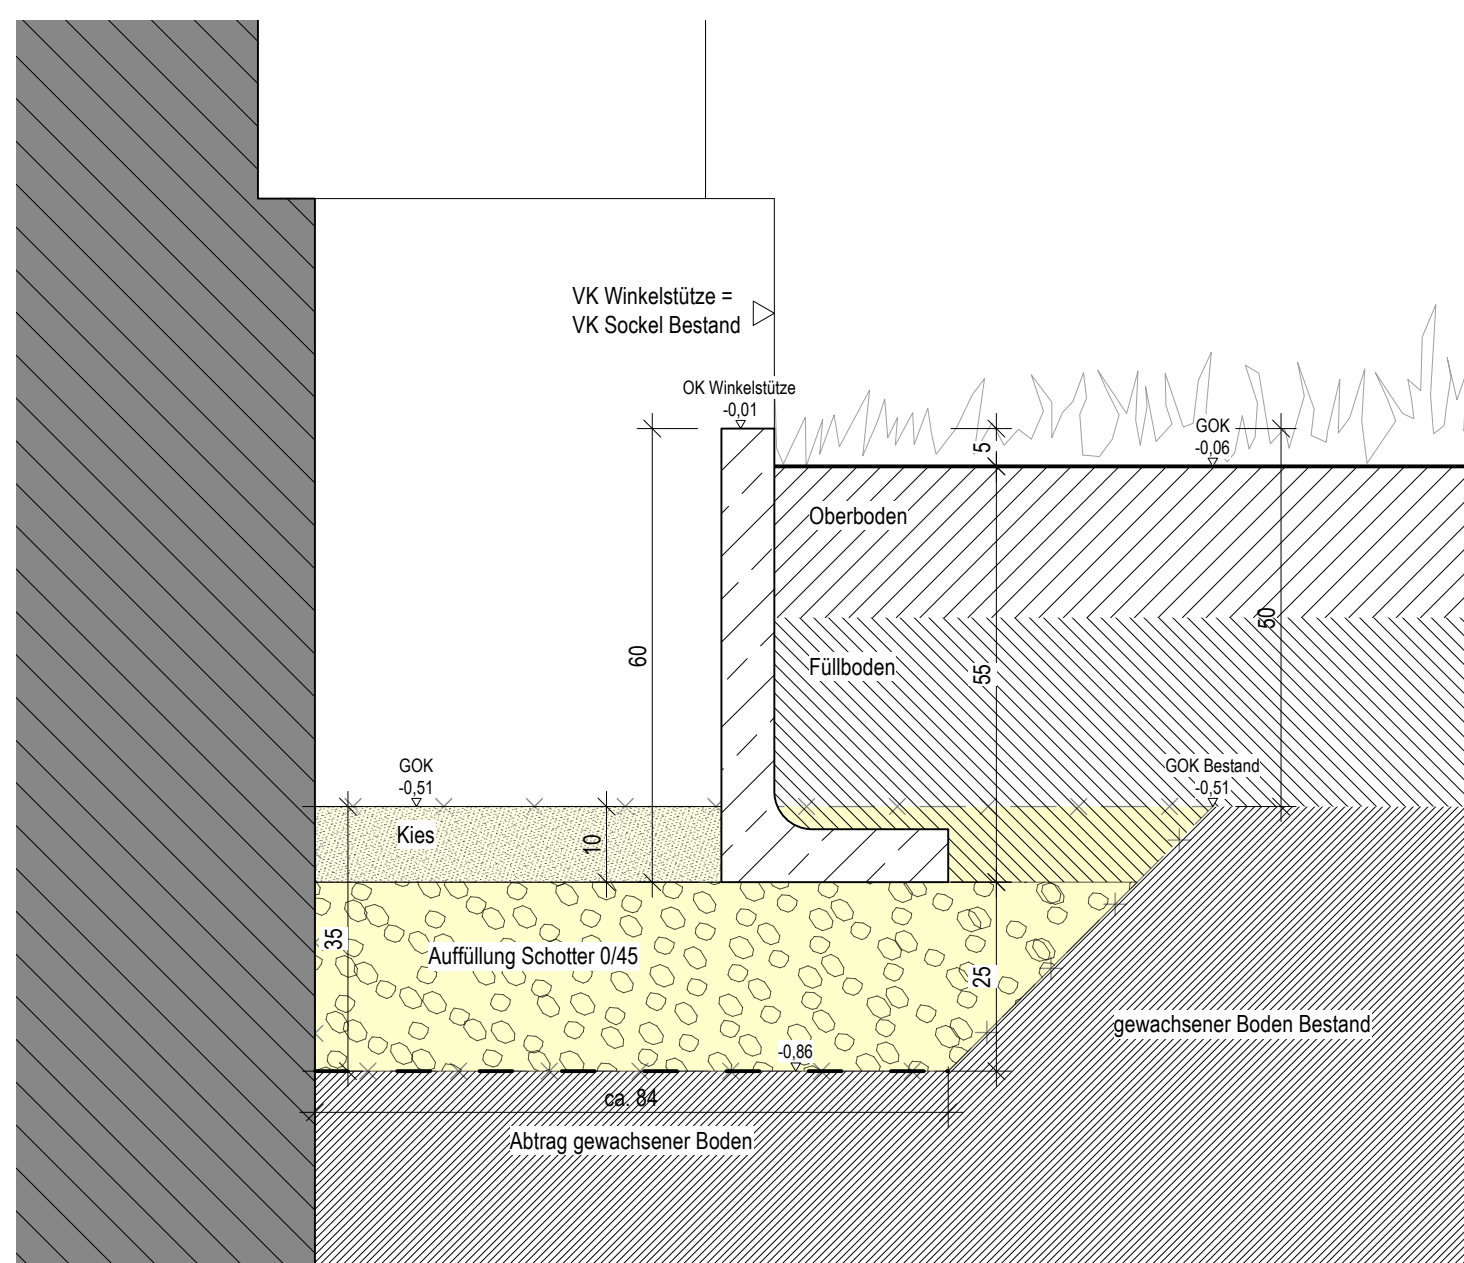 VK Winkelstütze =
VK Sockel Bestand
OK Winkelstütze
-0,01
GOK
-0,06
5
Oberboden
50
60
Füllboden
55
GOK
-0,51
GOK Bestand
-0,51
Kies
10
35
Auffüllung Schotter 0/45
25
gewachsener Boden Bestand
-0,86
ca. 84
Abtrag gewachsener Boden